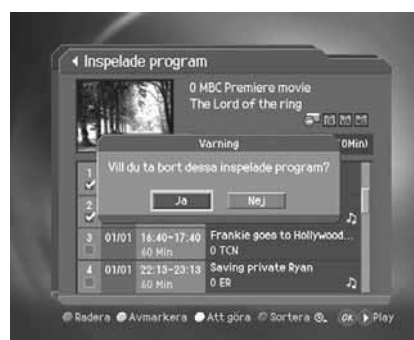 Inspelade program
0 MBC Premiere movie
The Lord of the ring
0Min)
Varning
Vill du ta bort dessa inspelade program?
Ja Nej
1
2
3 01/01 16:40~17:40 Frankie goes to Hollywood...
60 Min 0 TCN
4 01/01 22:13~23:13 Saving private Ryan
60 Min 0 ER
Radera Avmarkera Att göra Sortera OK Play